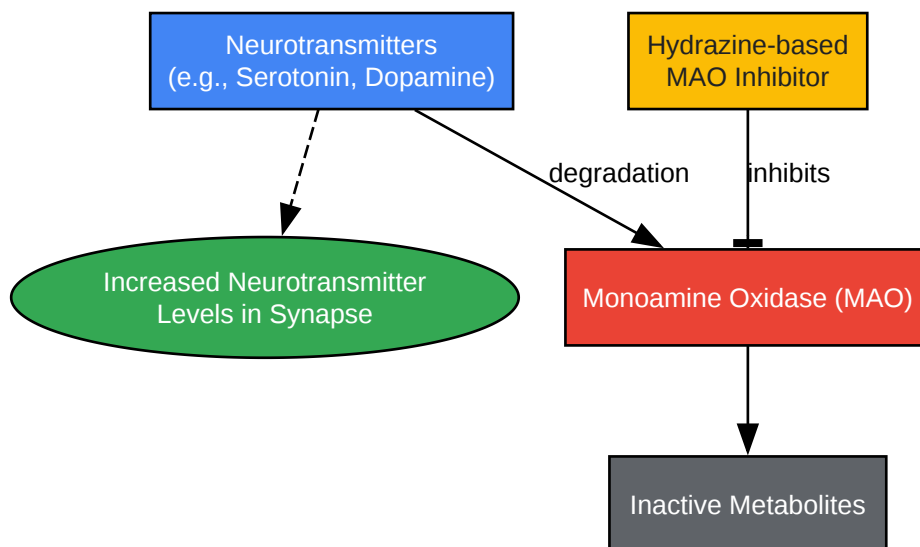 Neurotransmitters
(e.g., Serotonin, Dopamine)
Hydrazine-based
MAO Inhibitor
degradation
inhibits
Increased Neurotransmitter
Levels in Synapse
Monoamine Oxidase (MAO)
Inactive Metabolites